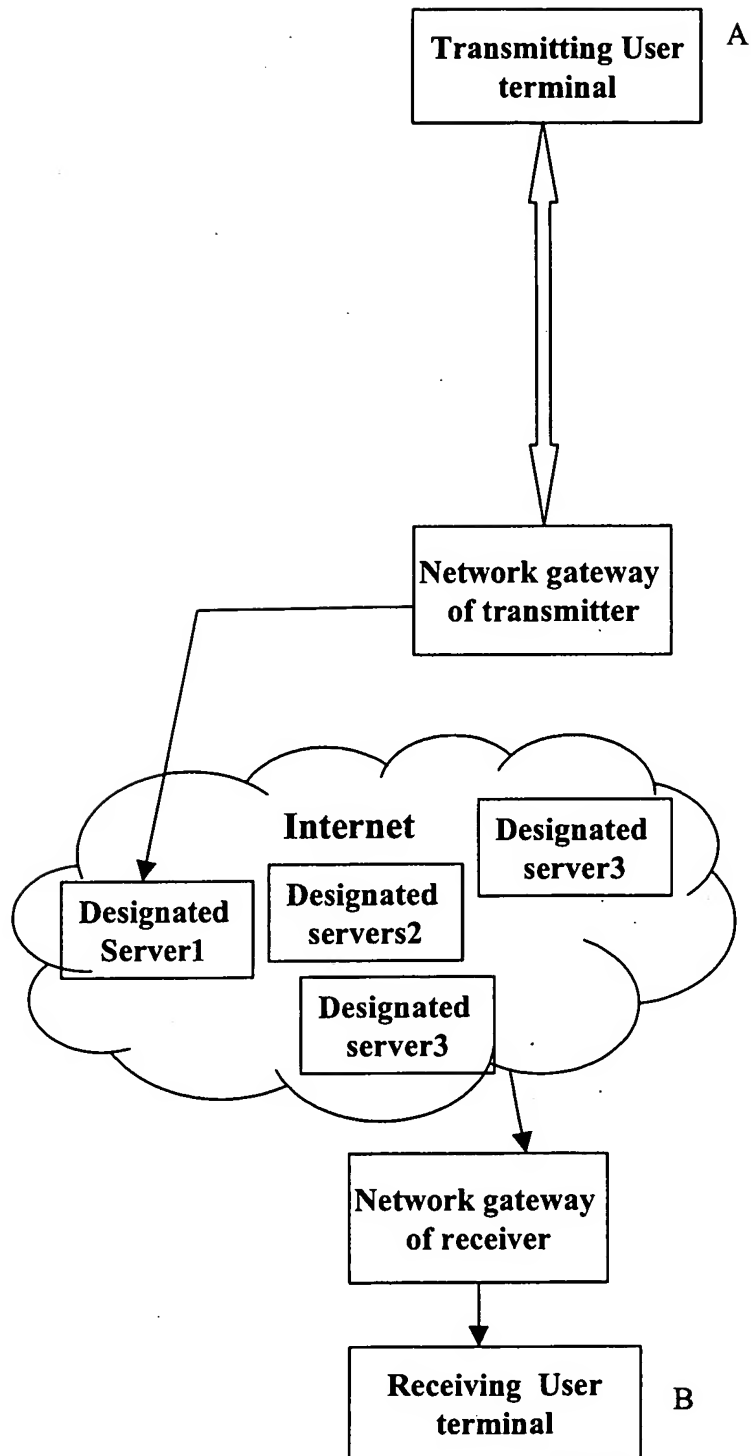 Transmitting User
terminal
A
Network gateway
of transmitter
Internet
Designated
server3
Designated
servers2
Designated
Server1
Designated
server3
Network gateway
of receiver
Receiving User
terminal
B